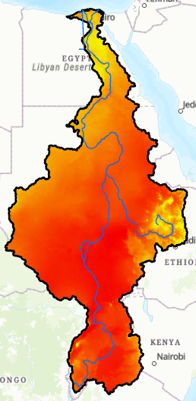 iro
EGYPT
Libyan Desert
Jed
ETHIO
KENYA
Nairobi
ONGO